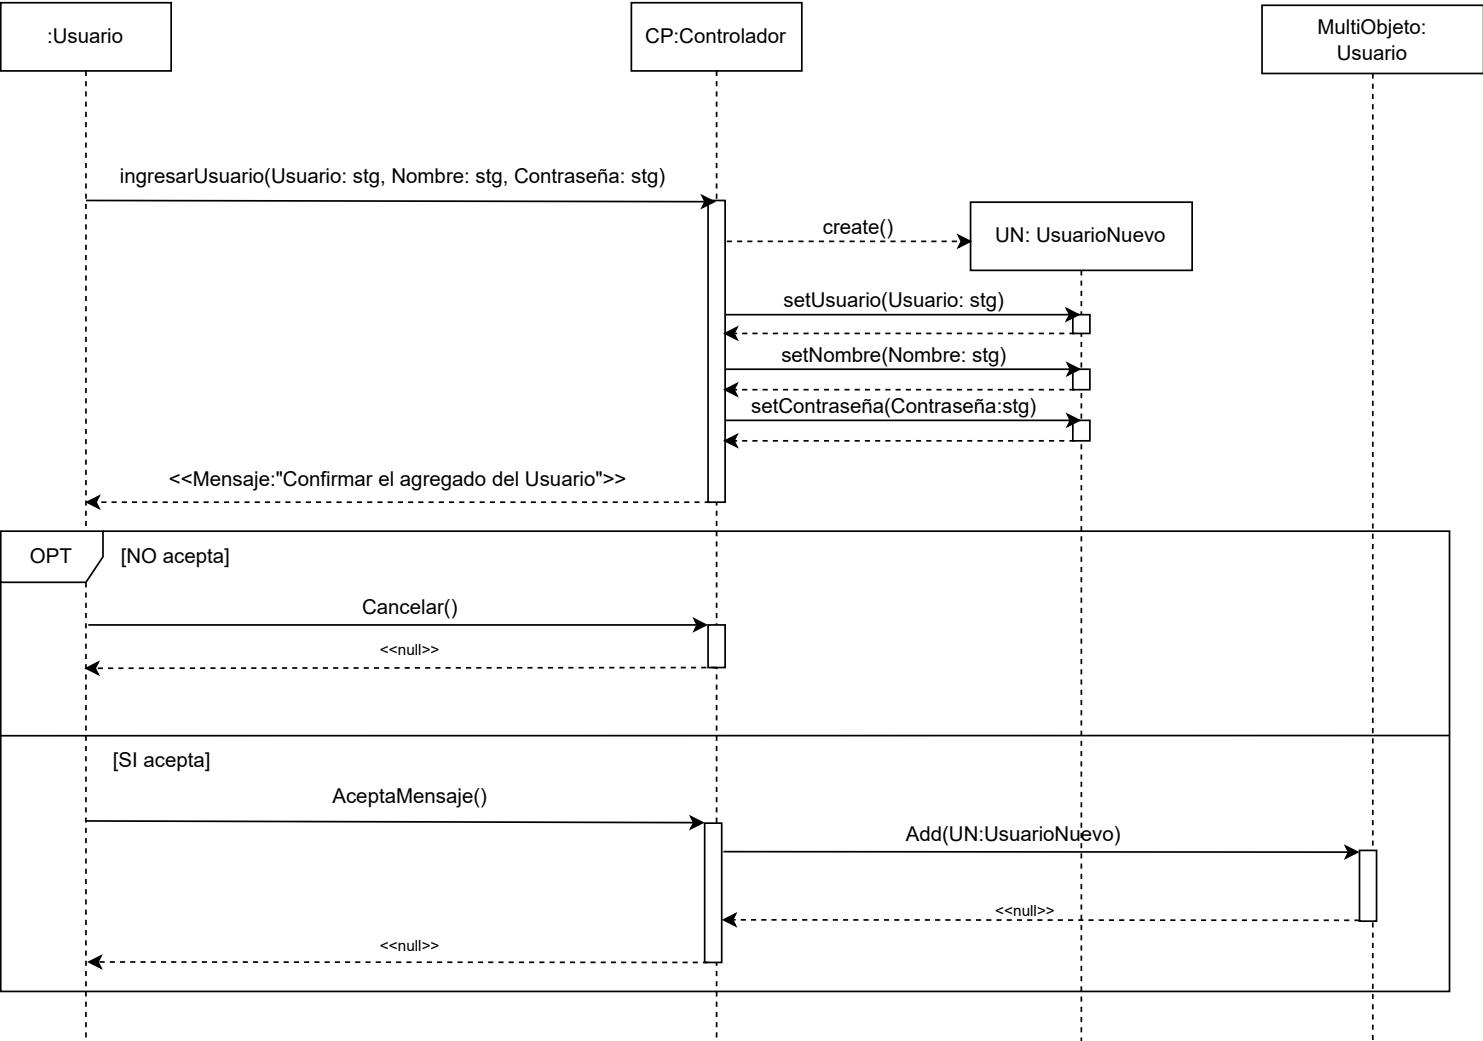 :Usuario
CP:Controlador
MultiObjeto:
Usuario
ingresarUsuario(Usuario: stg, Nombre: stg, Contraseña: stg)
create()
UN: UsuarioNuevo
setUsuario(Usuario: stg)
setNombre(Nombre: stg)
setContraseña(Contraseña:stg)
<<Mensaje:"Confirmar el agregado del Usuario">>
OPT
[NO acepta]
Cancelar()
<<null>>
[SI acepta]
AceptaMensaje()
Add(UN:UsuarioNuevo)
<<null>>
<<null>>